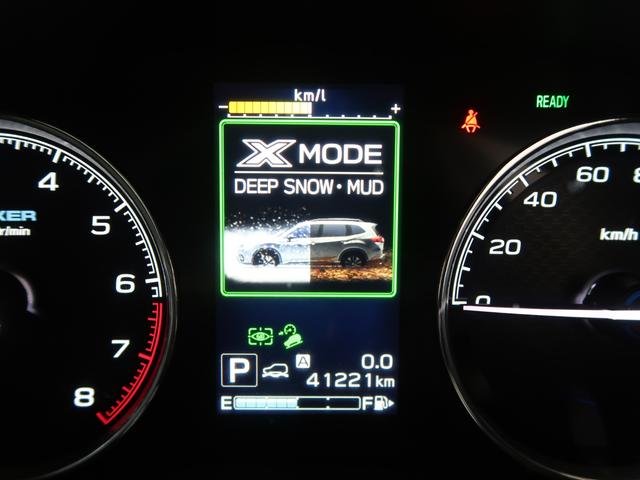 km/l
- +
READY
X MODE
DEEP SNOW・MUD
4
5
6
7
8
r/min
0
20
40
60
km/h
P
A
0.0
41221km
E F